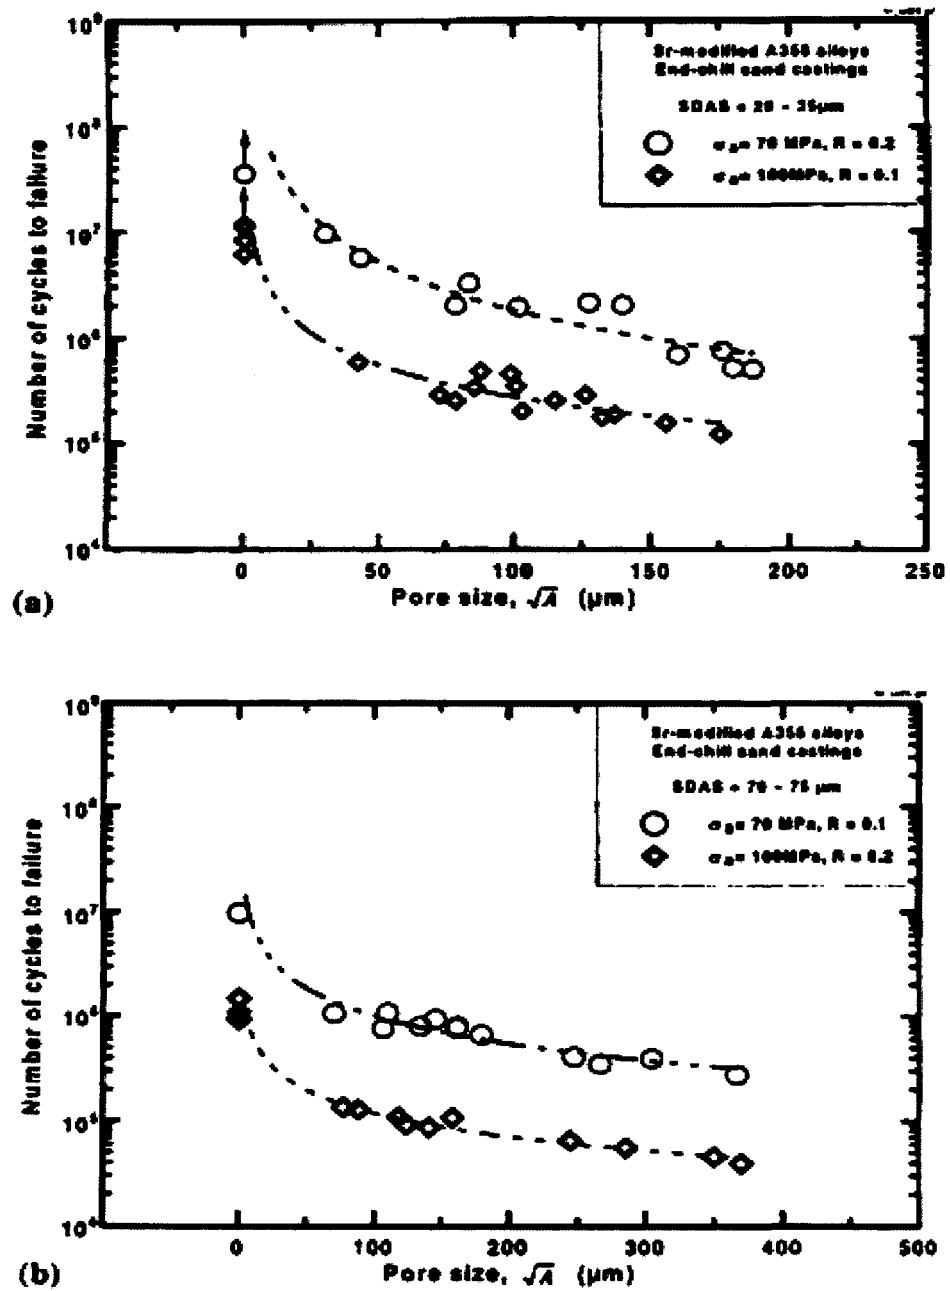 10⁹
10⁸
10⁷
10⁶
10⁵
10⁴
Number of cycles to failure
Sr-modified A356 alloys
End-chill sand castings
SDAS = 20 - 25μm
σa= 70 MPa, R = 0.2
σa= 100MPa, R = 0.1
0 50 100 150 200 250
(a)
Pore size, √A (μm)
10⁹
10⁸
10⁷
10⁶
10⁵
10⁴
Number of cycles to failure
Sr-modified A356 alloys
End-chill sand castings
SDAS = 70 - 75 μm
σa= 70 MPa, R = 0.1
σa= 100MPa, R = 0.2
0 100 200 300 400 500
(b)
Pore size, √A (μm)